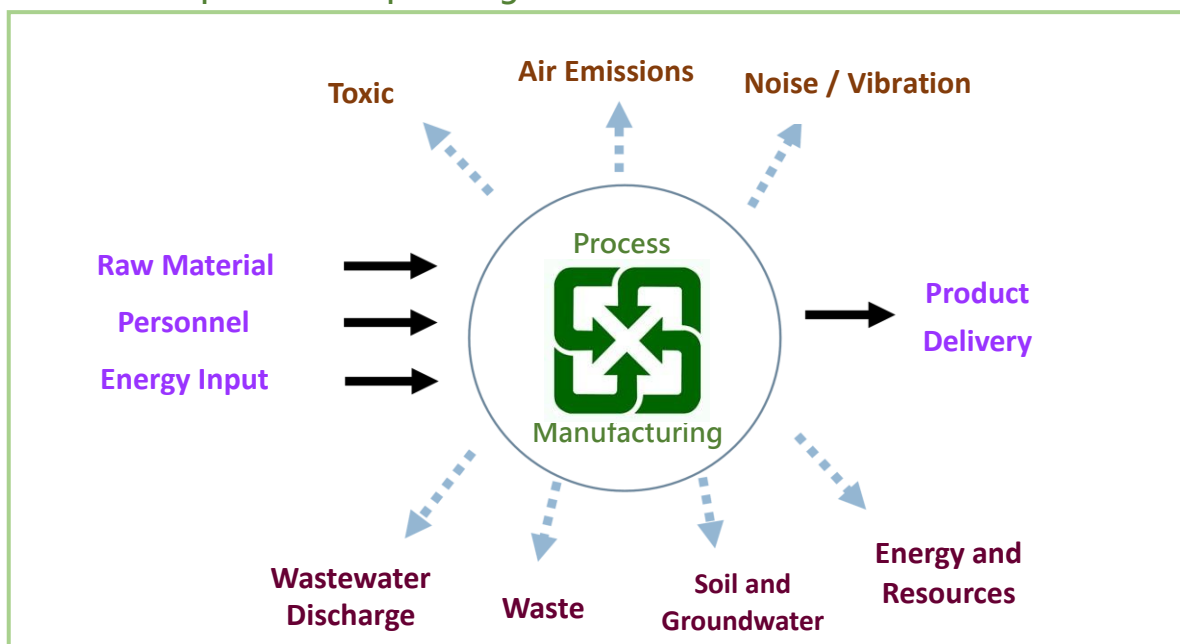 Toxic
Air Emissions
Noise / Vibration
Raw Material
Personnel
Energy Input
Process
Manufacturing
Product
Delivery
Wastewater
Discharge
Waste
Soil and
Groundwater
Energy and
Resources